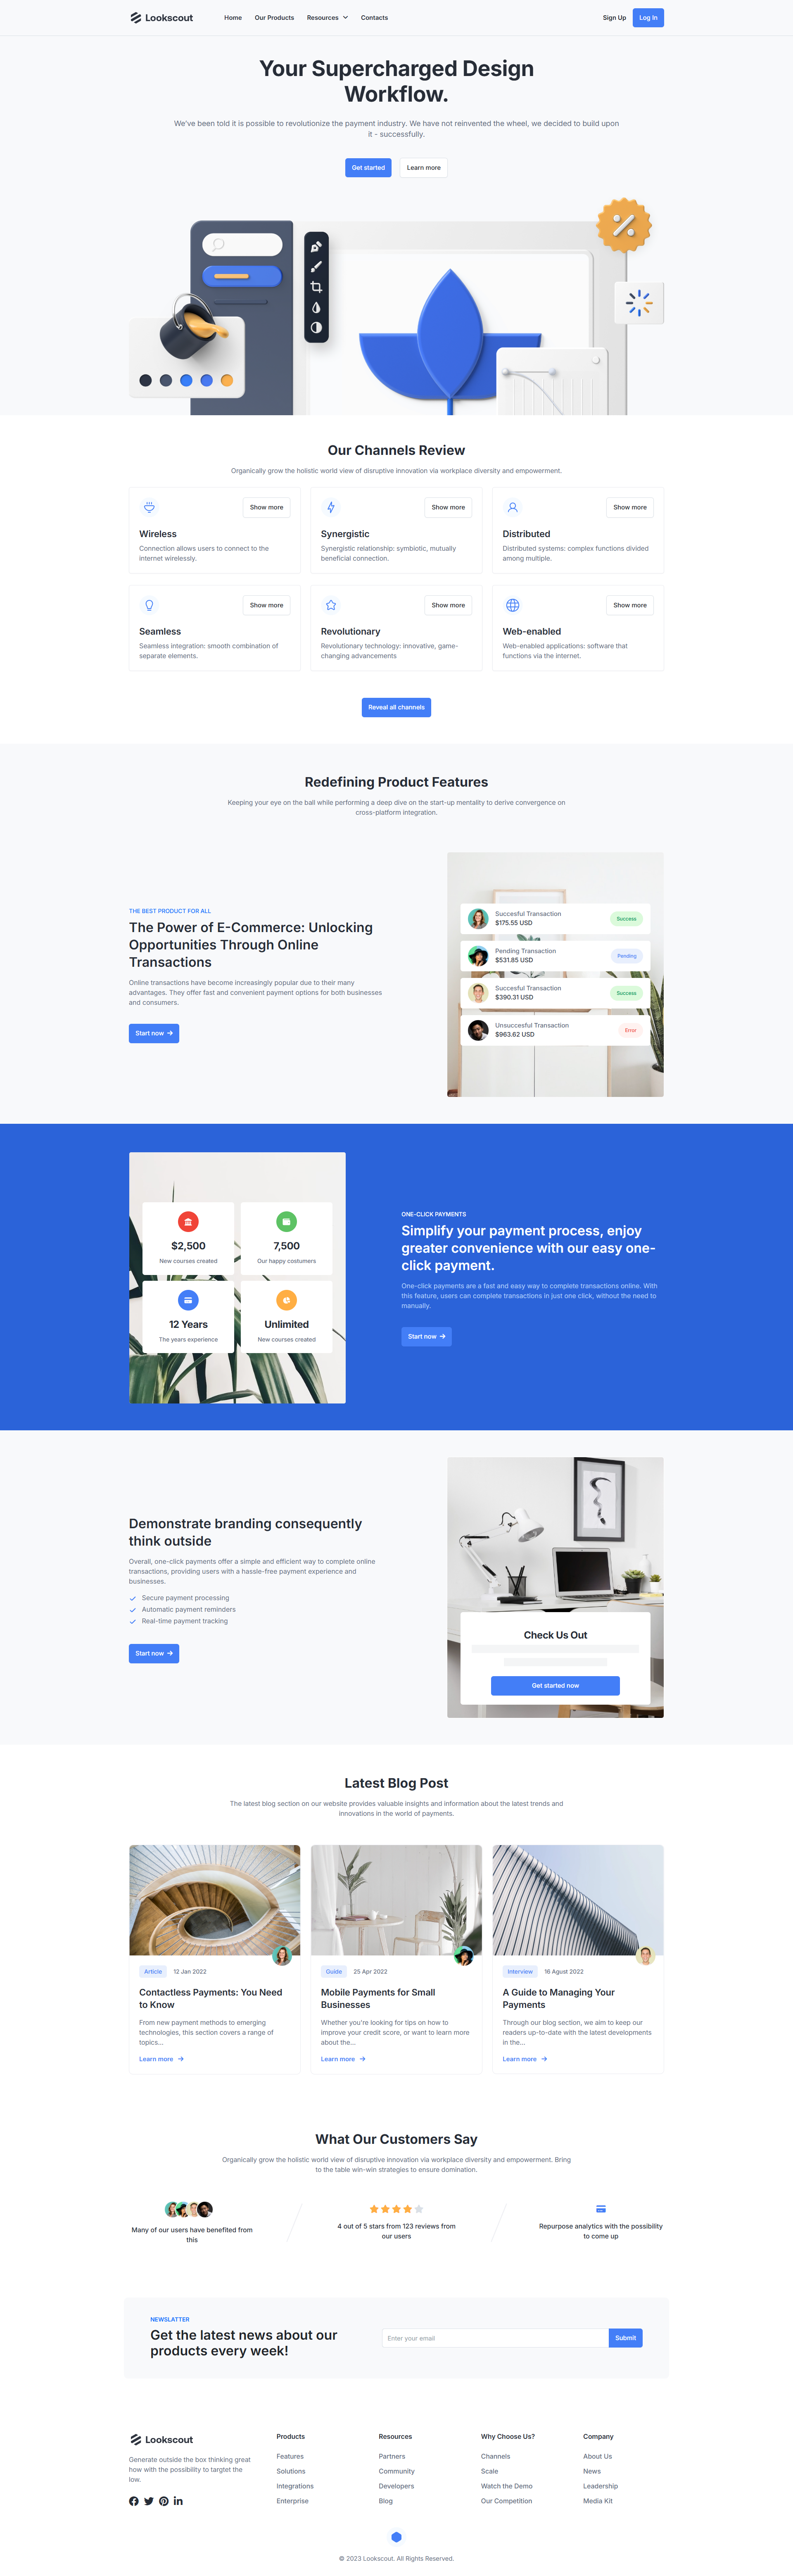 Lookscout
Home
Our Products
Resources
Contacts
Sign Up
Log In
Your Supercharged Design
Workflow.
We've been told it is possible to revolutionize the payment industry. We have not reinvented the wheel, we decided to build upon
it - successfully.
Get started
Learn more
Our Channels Review
Organically grow the holistic world view of disruptive innovation via workplace diversity and empowerment.
Show more
Wireless
Connection allows users to connect to the
internet wirelessly.
Show more
Synergistic
Synergistic relationship: symbiotic, mutually
beneficial connection.
Show more
Distributed
Distributed systems: complex functions divided
among multiple.
Show more
Seamless
Seamless integration: smooth combination of
separate elements.
Show more
Revolutionary
Revolutionary technology: innovative, game-
changing advancements
Show more
Web-enabled
Web-enabled applications: software that
functions via the internet.
Reveal all channels
Redefining Product Features
Keeping your eye on the ball while performing a deep dive on the start-up mentality to derive convergence on
cross-platform integration.
THE BEST PRODUCT FOR ALL
The Power of E-Commerce: Unlocking
Opportunities Through Online
Transactions
Online transactions have become increasingly popular due to their many
advantages. They offer fast and convenient payment options for both businesses
and consumers.
Start now
Succesful Transaction
$175.55 USD
Success
Pending Transaction
$531.85 USD
Pending
Succesful Transaction
$390.31 USD
Success
Unsuccesful Transaction
$963.62 USD
Error
$2,500
New courses created
7,500
Our happy costumers
12 Years
The years experience
Unlimited
New courses created
ONE-CLICK PAYMENTS
Simplify your payment process, enjoy
greater convenience with our easy one-
click payment.
One-click payments are a fast and easy way to complete transactions online. With
this feature, users can complete transactions in just one click, without the need to
manually.
Start now
Demonstrate branding consequently
think outside
Overall, one-click payments offer a simple and efficient way to complete online
transactions, providing users with a hassle-free payment experience and
businesses.
Secure payment processing
Automatic payment reminders
Real-time payment tracking
Start now
Check Us Out
Get started now
Latest Blog Post
The latest blog section on our website provides valuable insights and information about the latest trends and
innovations in the world of payments.
Article
12 Jan 2022
Contactless Payments: You Need
to Know
From new payment methods to emerging
technologies, this section covers a range of
topics...
Learn more
Guide
25 Apr 2022
Mobile Payments for Small
Businesses
Whether you're looking for tips on how to
improve your credit score, or want to learn more
about the...
Learn more
Interview
16 Agust 2022
A Guide to Managing Your
Payments
Through our blog section, we aim to keep our
readers up-to-date with the latest developments
in the...
Learn more
What Our Customers Say
Organically grow the holistic world view of disruptive innovation via workplace diversity and empowerment. Bring
to the table win-win strategies to ensure domination.
Many of our users have benefited from
this
4 out of 5 stars from 123 reviews from
our users
Repurpose analytics with the possibility
to come up
NEWSLATTER
Get the latest news about our
products every week!
Enter your email
Submit
Lookscout
Generate outside the box thinking great
how with the possibility to targtet the
low.
Products
Features
Solutions
Integrations
Enterprise
Resources
Partners
Community
Developers
Blog
Why Choose Us?
Channels
Scale
Watch the Demo
Our Competition
Company
About Us
News
Leadership
Media Kit
© 2023 Lookscout. All Rights Reserved.